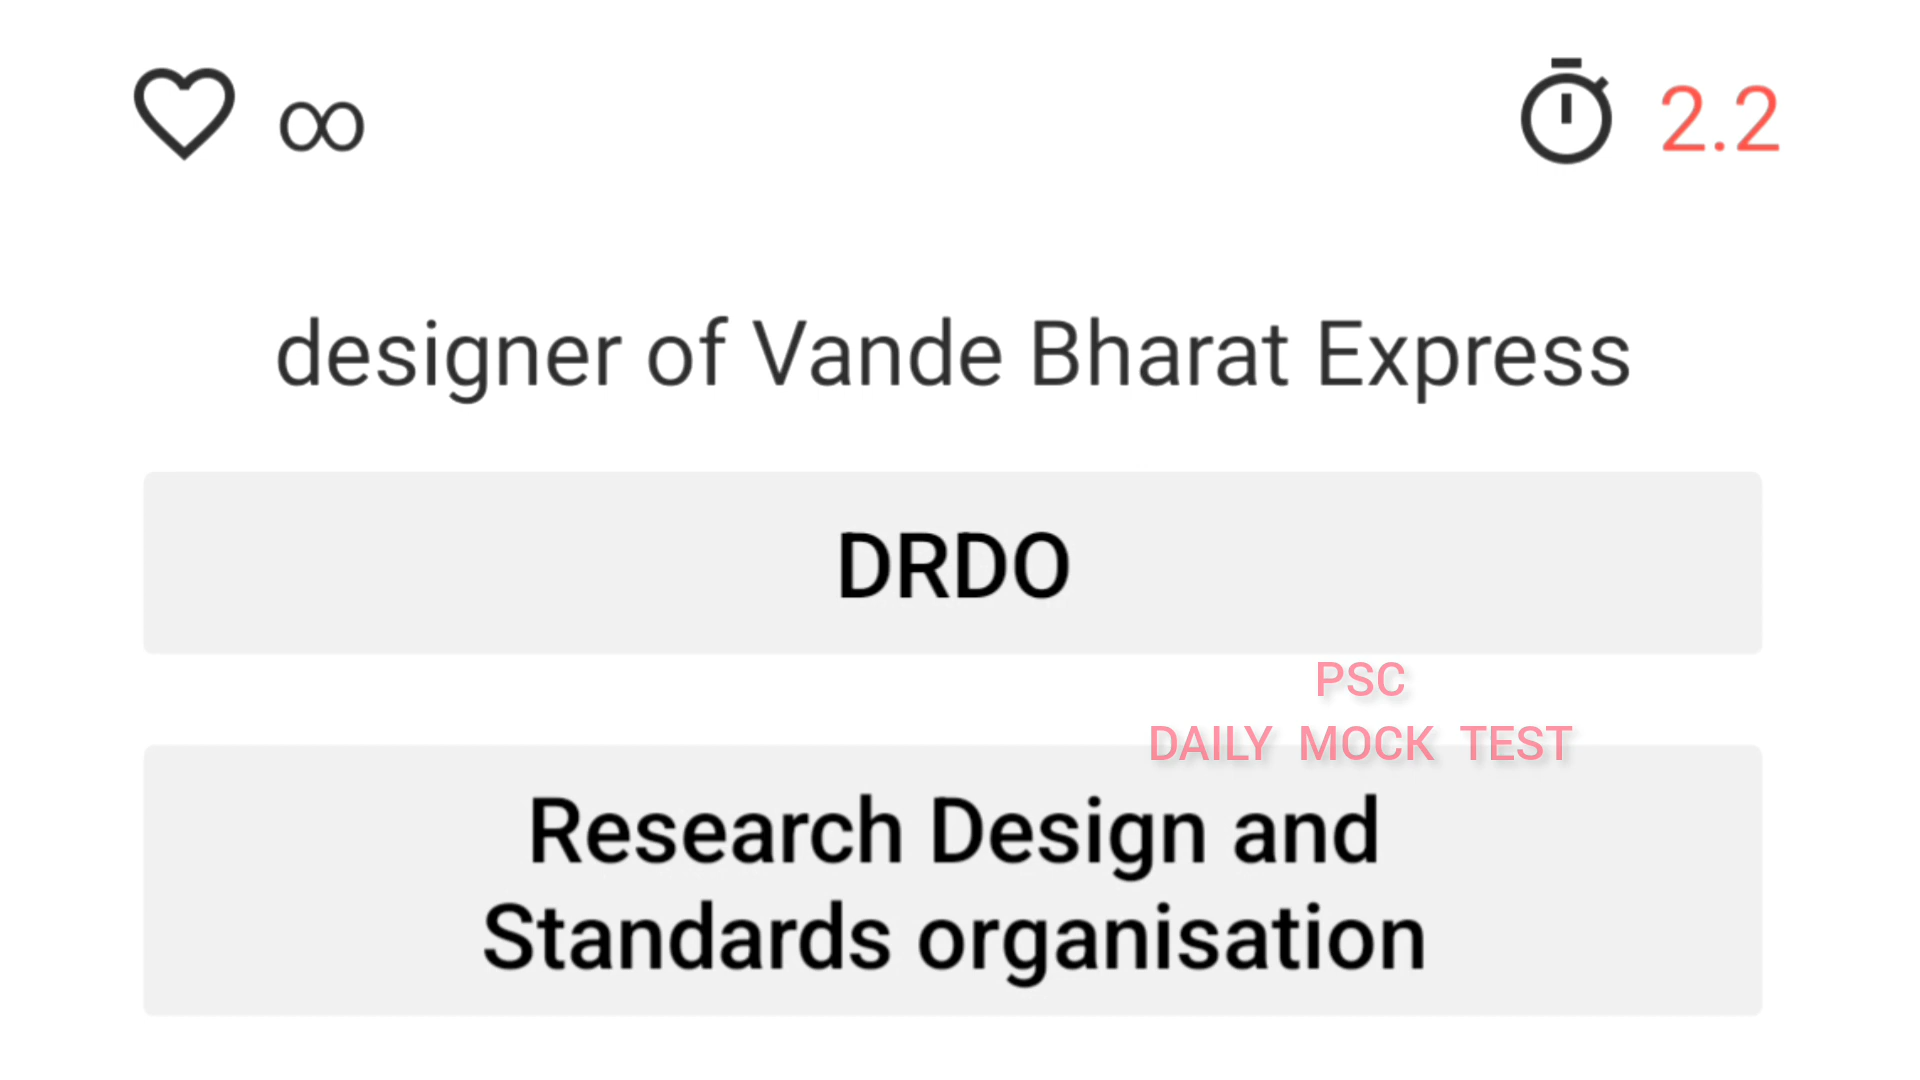 ∞
2.2
designer of Vande Bharat Express
DRDO
PSC
DAILY MOCK TEST
Research Design and
Standards organisation